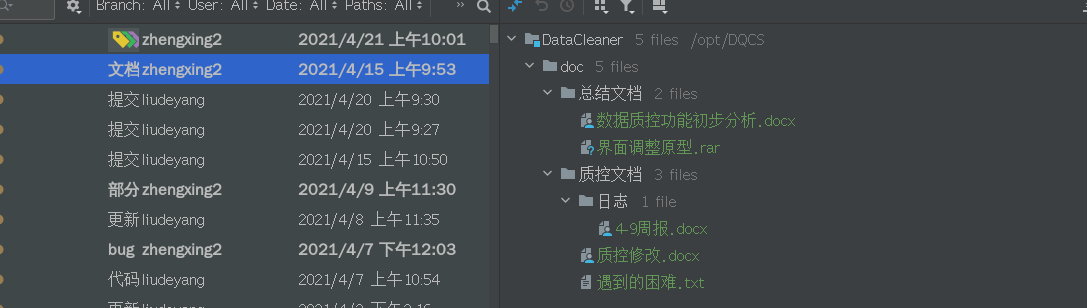 Branch: All User: All Date: All Paths: All »
zhengxing2 2021/4/21 上午10:01
文档 zhengxing2 2021/4/15 上午9:53
提交 liudeyang 2021/4/20 上午9:30
提交 liudeyang 2021/4/20 上午9:27
提交 liudeyang 2021/4/15 上午10:50
部分 zhengxing2 2021/4/9 上午11:30
更新 liudeyang 2021/4/8 上午11:35
bug zhengxing2 2021/4/7 下午12:03
代码 liudeyang 2021/4/7 上午10:54
更新 liudeyang
DataCleaner 5 files /opt/DQCS
doc 5 files
总结文档 2 files
数据质控功能初步分析.docx
界面调整原型.rar
质控文档 3 files
日志 1 file
4-9周报.docx
质控修改.docx
遇到的困难.txt